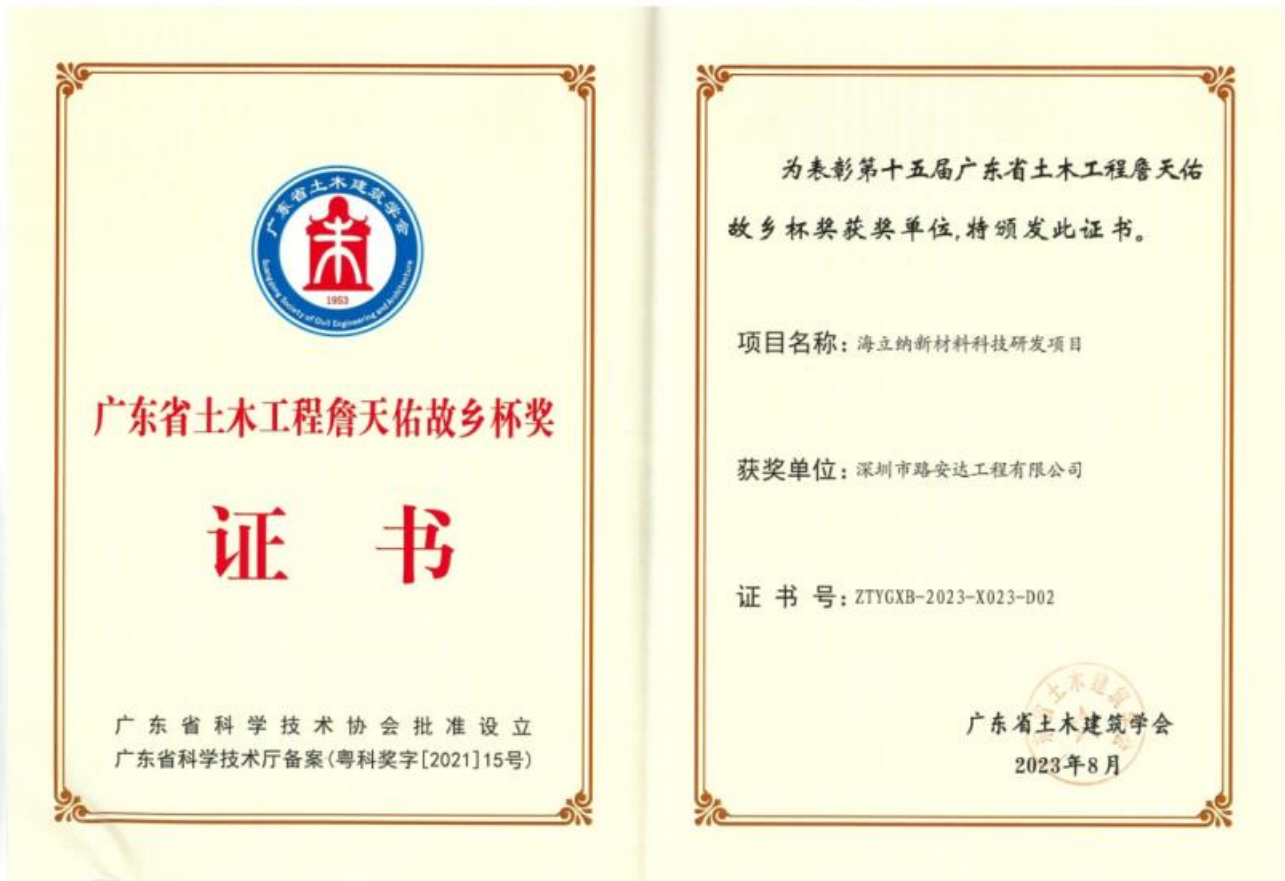 广东省土木建筑学会
1953
Guangdong Society of Civil Engineering and Architecture
广东省土木工程詹天佑故乡杯奖
证 书
广东省科学技术协会批准设立
广东省科学技术厅备案(粤科奖字[2021]15号)
为表彰第十五届广东省土木工程詹天佑
故乡杯奖获奖单位,特颁发此证书。
项目名称:海立纳新材料科技研发项目
获奖单位:深圳市路安达工程有限公司
证 书 号:ZTYGXB-2023-X023-D02
广东省土木建筑学会
2023年8月